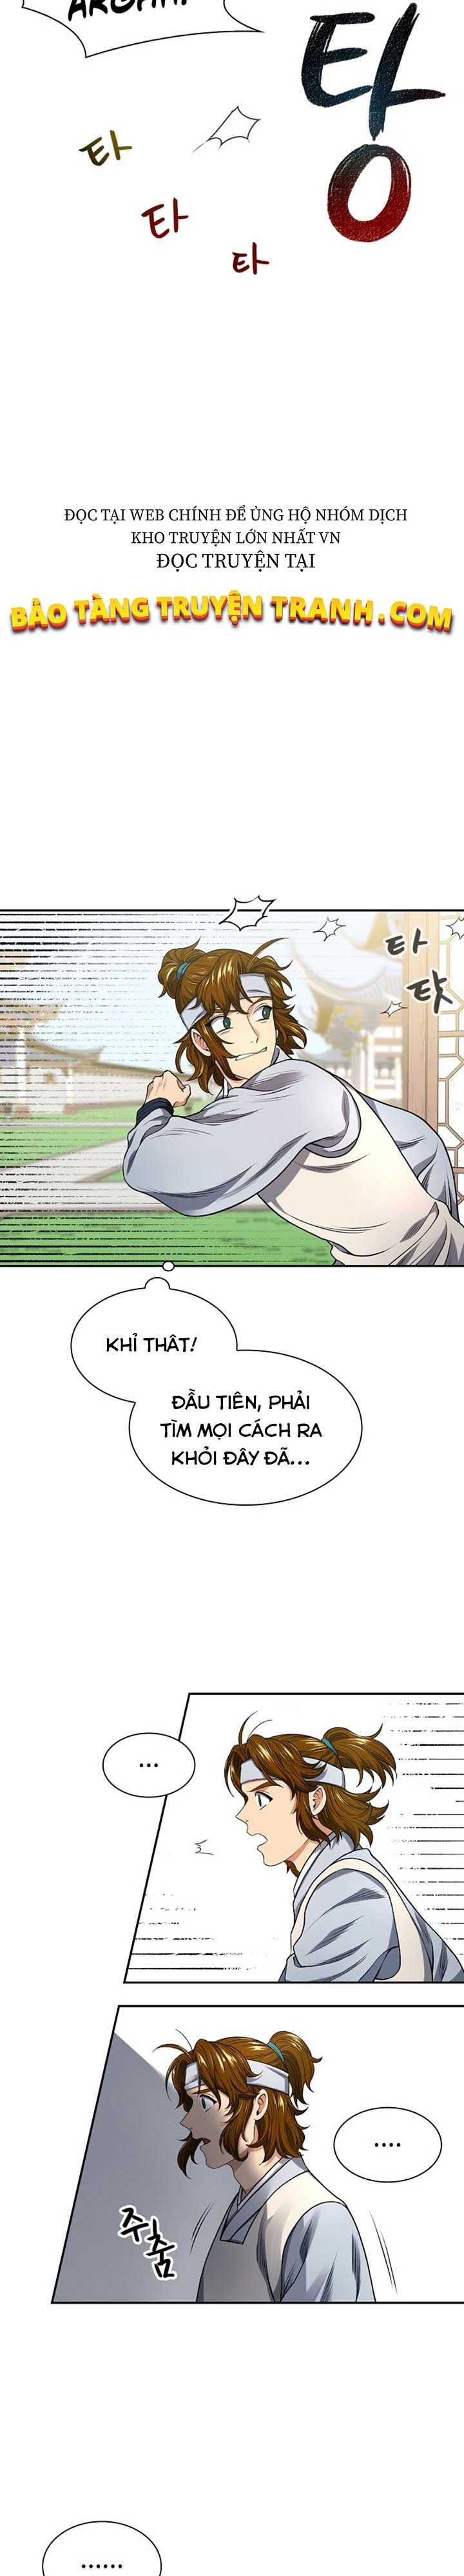 ARGHH!
탕
타
타
타
ĐỌC TẠI WEB CHÍNH ĐỂ ỦNG HỘ NHÓM DỊCH
KHO TRUYỆN LỚN NHẤT VN
ĐỌC TRUYỆN TẠI
BẢO TÀNG TRUYỆN TRANH.COM
타
탓
KHỈ THẬT!
ĐẦU TIÊN, PHẢI
TÌM MỌI CÁCH RA
KHỎI ĐÂY ĐÃ...
...
....
주춤
......